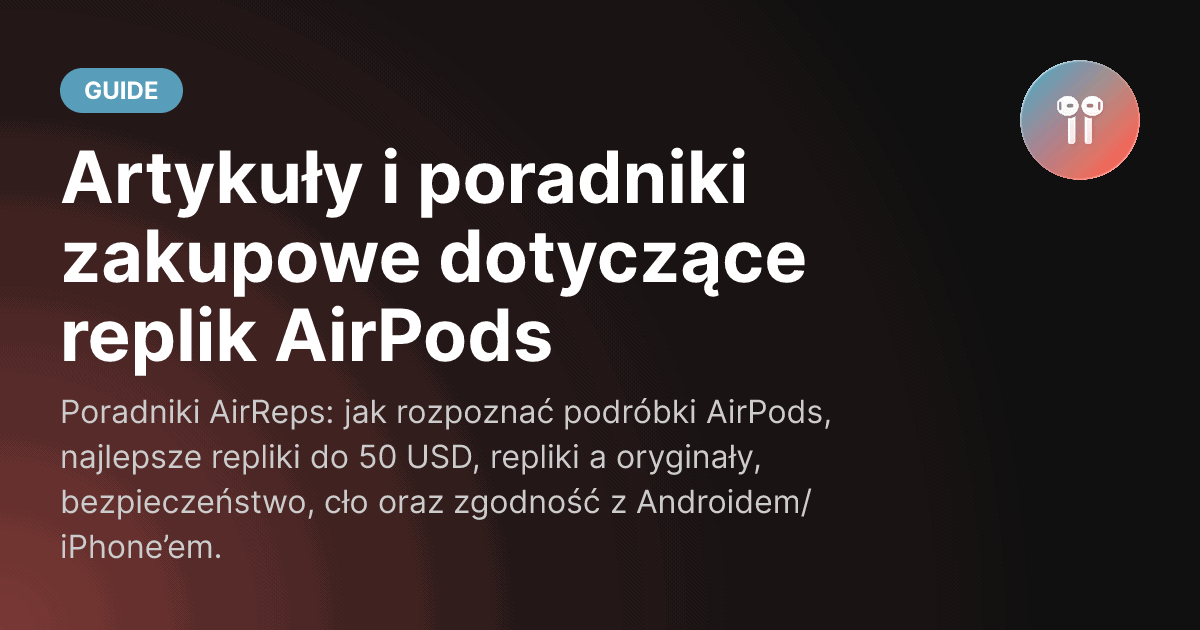 GUIDE
Artykuły i poradniki
zakupowe dotyczące
replik AirPods
Poradniki AirReps: jak rozpoznać podróbki AirPods,
najlepsze repliki do 50 USD, repliki a oryginały,
bezpieczeństwo, cło oraz zgodność z Androidem/
iPhone’em.